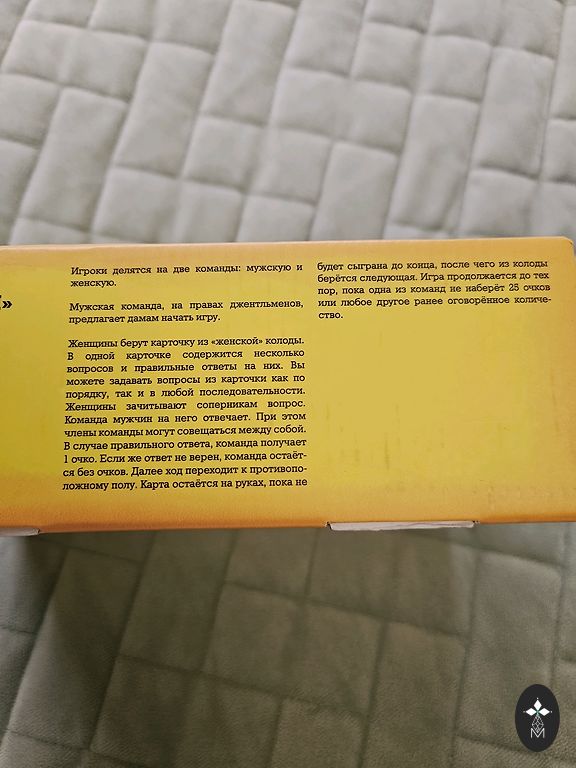 »
Игроки делятся на две команды: мужскую и
женскую.
Мужская команда, на правах джентльменов,
предлагает дамам начать игру.
Женщины берут карточку из «женской» колоды.
В одной карточке содержится несколько
вопросов и правильные ответы на них. Вы
можете задавать вопросы из карточки как по
порядку, так и в любой последовательности.
Женщины зачитывают соперникам вопрос.
Команда мужчин на него отвечает. При этом
члены команды могут совещаться между собой.
В случае правильного ответа, команда получает
1 очко. Если же ответ не верен, команда остаёт-
ся без очков. Далее ход переходит к противопо-
ложному полу. Карта остаётся на руках, пока не
будет сыграна до конца, после чего из колоды
берётся следующая. Игра продолжается до тех
пор, пока одна из команд не наберёт 25 очков
или любое другое ранее оговорённое количе-
ство.
M